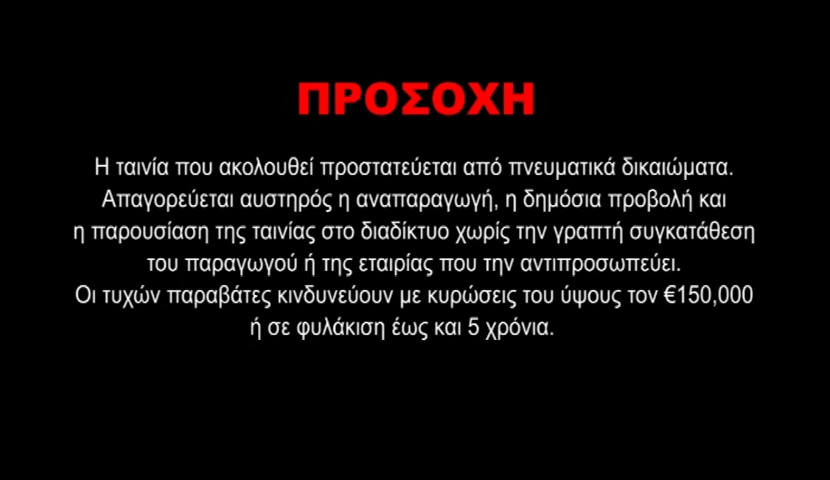 ΠΡΟΣΟΧΗ
Η ταινία που ακολουθεί προστατεύεται από πνευματικά δικαιώματα.
Απαγορεύεται αυστηρός η αναπαραγωγή, η δημόσια προβολή και
η παρουσίαση της ταινίας στο διαδίκτυο χωρίς την γραπτή συγκατάθεση
του παραγωγού ή της εταιρίας που την αντιπροσωπεύει.
Οι τυχών παραβάτες κινδυνεύουν με κυρώσεις του ύψους τον €150,000
ή σε φυλάκιση έως και 5 χρόνια.